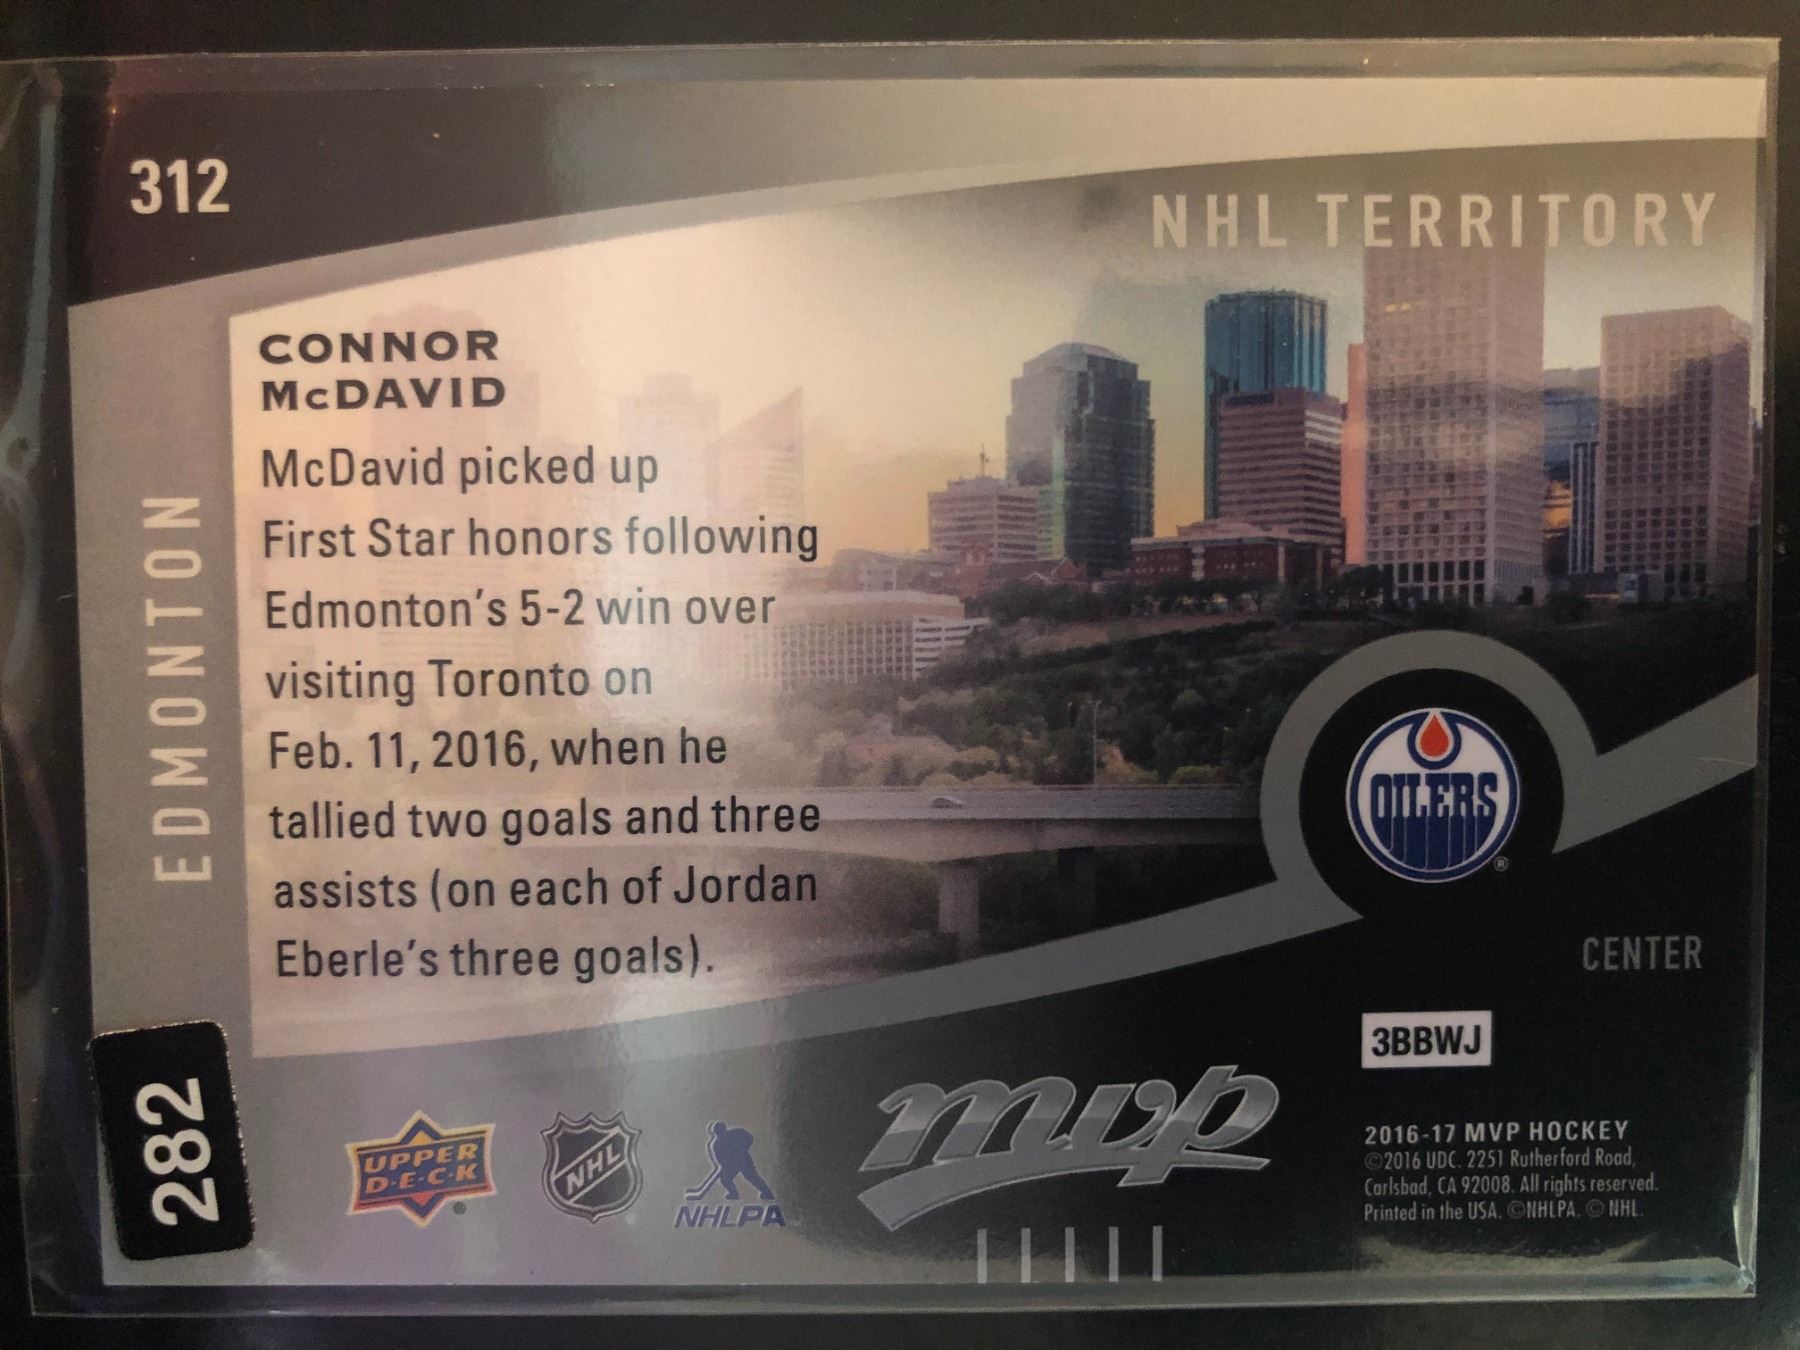 312
NHL TERRITORY
EDMONTON
CONNOR
McDAVID
McDavid picked up
First Star honors following
Edmonton's 5-2 win over
visiting Toronto on
Feb. 11, 2016, when he
tallied two goals and three
assists (on each of Jordan
Eberle's three goals).
OILERS
®
CENTER
3BBWJ
282
UPPER
D·E·C·K
NHL
NHLPA
mvp
2016-17 MVP HOCKEY
©2016 UDC. 2251 Rutherford Road,
Carlsbad, CA 92008. All rights reserved.
Printed in the USA. ©NHLPA. © NHL.